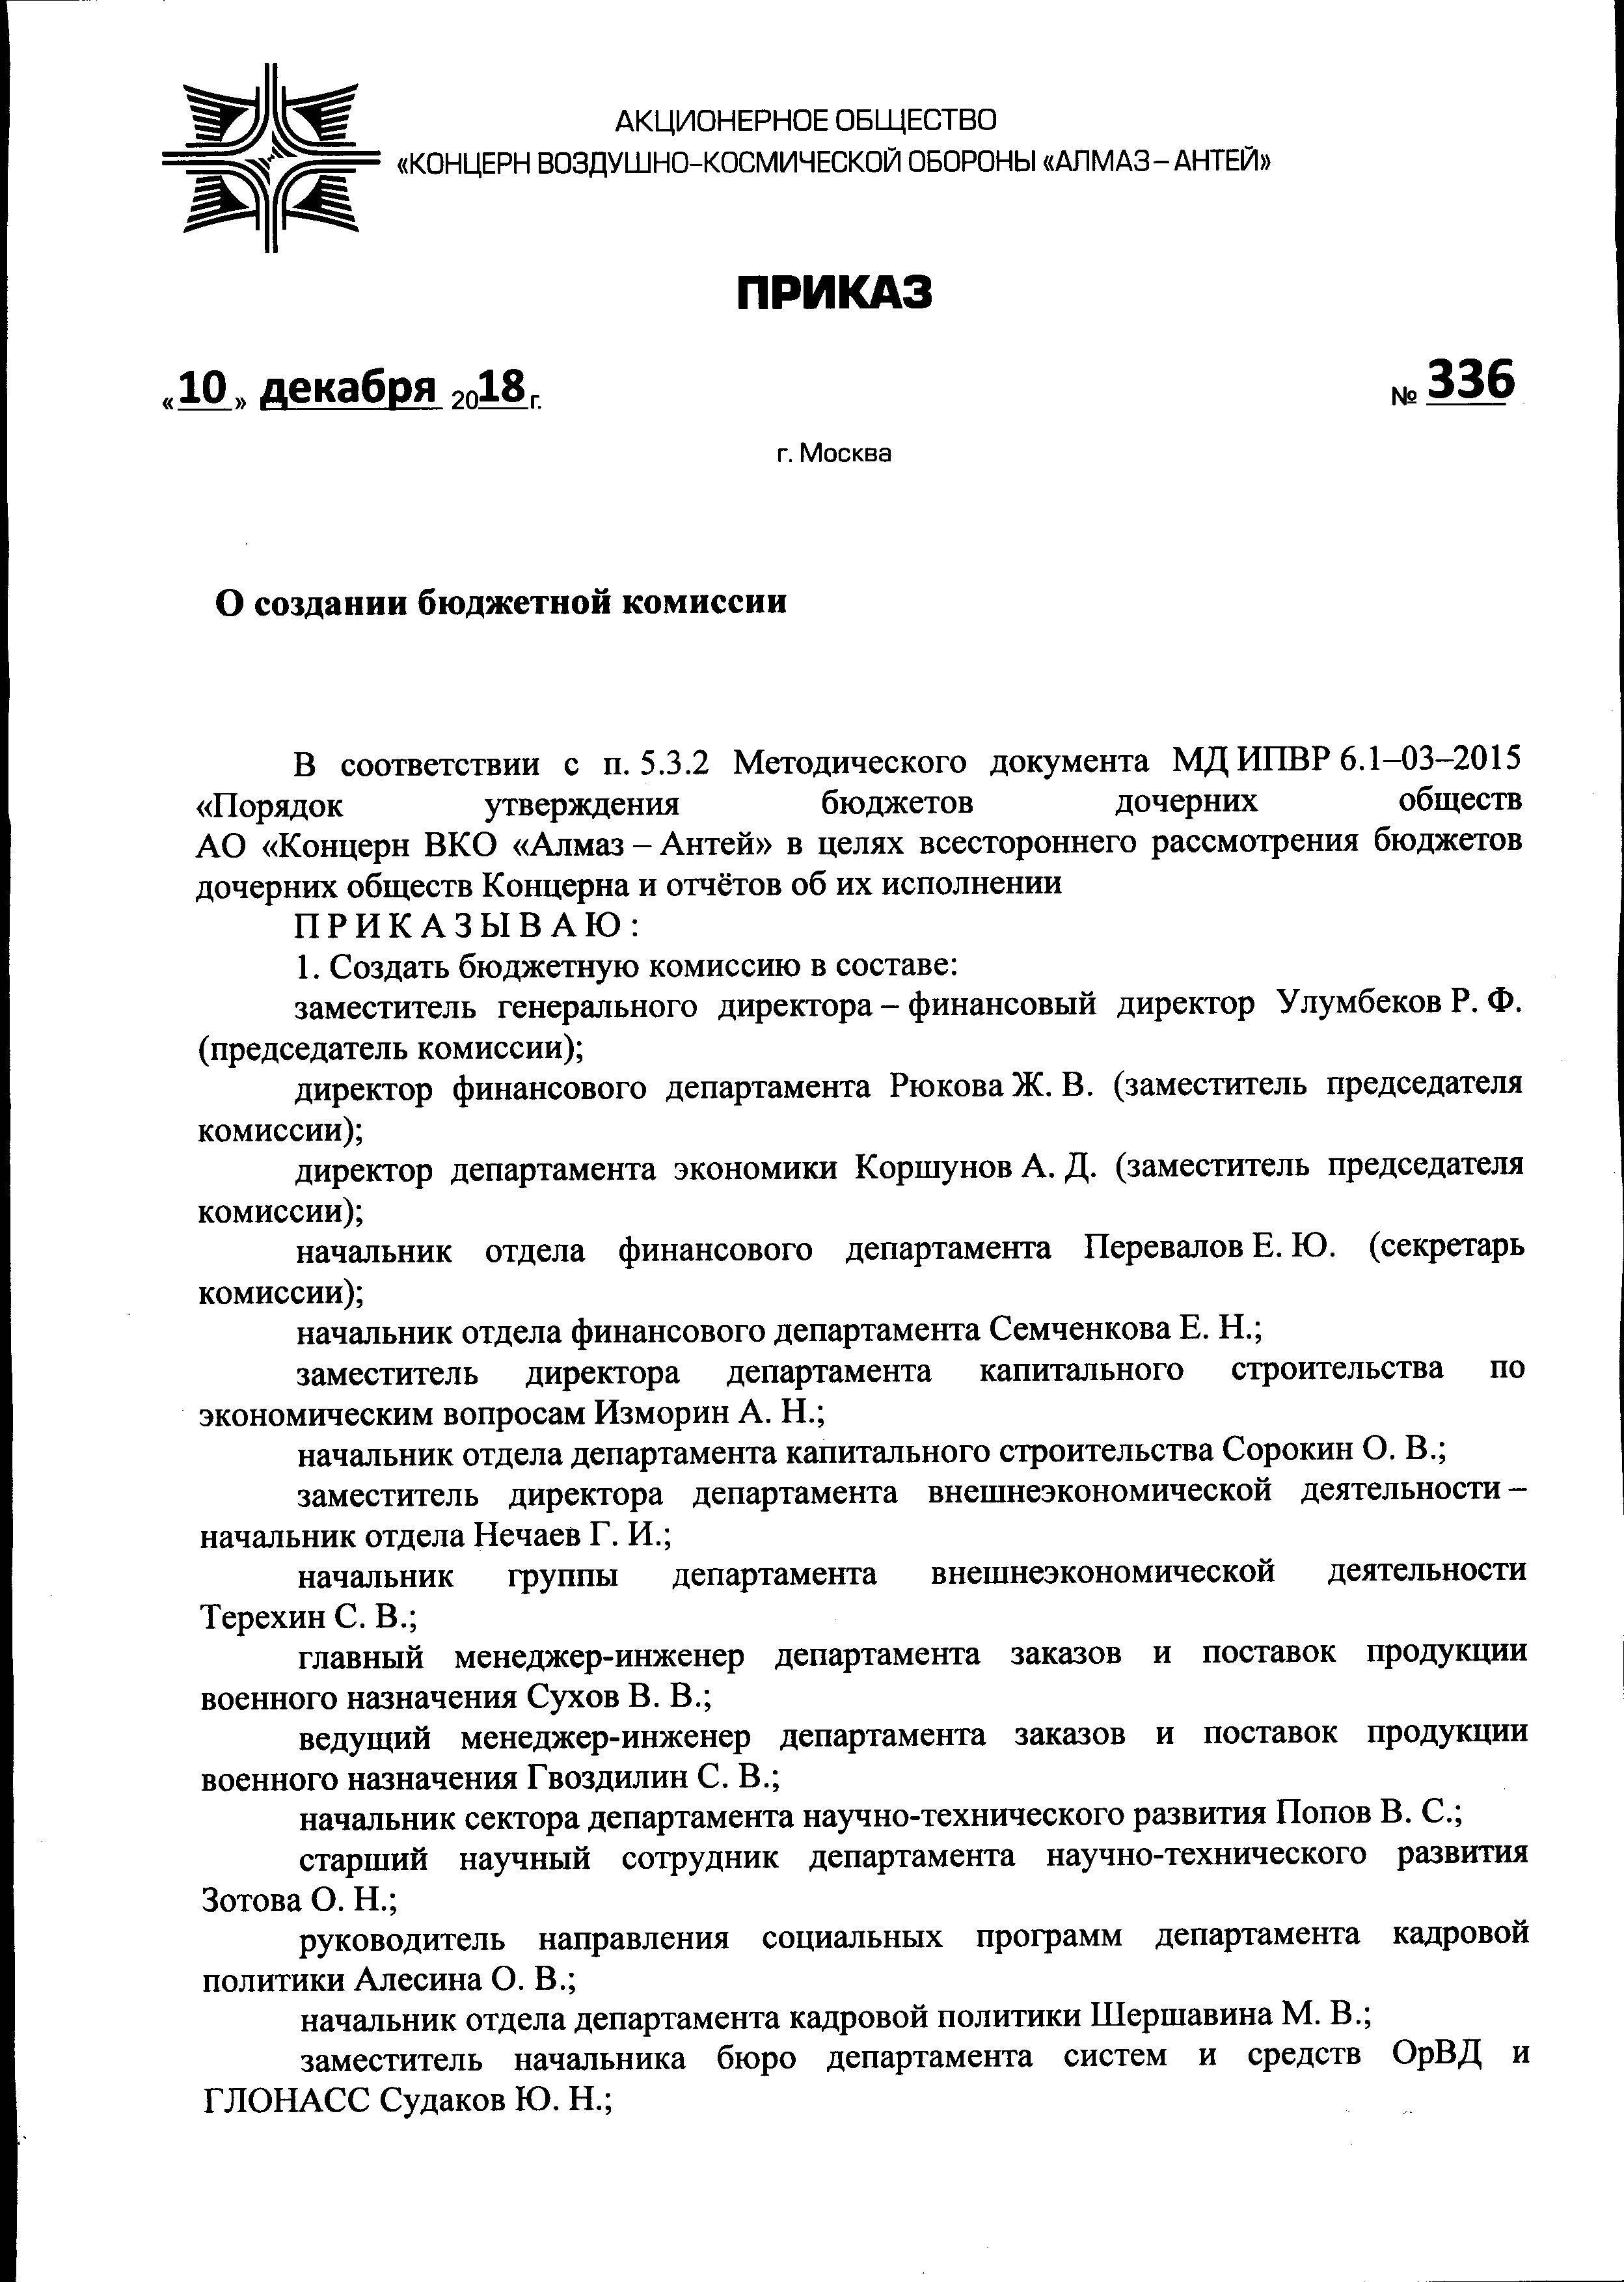 АКЦИОНЕРНОЕ ОБЩЕСТВО
«КОНЦЕРН ВОЗДУШНО-КОСМИЧЕСКОЙ ОБОРОНЫ «АЛМАЗ – АНТЕЙ»
ПРИКАЗ
«10» декабря 2018 г. № 336
г. Москва
О создании бюджетной комиссии
В соответствии с п. 5.3.2 Методического документа МД ИПВР 6.1–03–2015
«Порядок утверждения бюджетов дочерних обществ
АО «Концерн ВКО «Алмаз – Антей» в целях всестороннего рассмотрения бюджетов
дочерних обществ Концерна и отчётов об их исполнении
П Р И К А З Ы В А Ю :
1. Создать бюджетную комиссию в составе:
заместитель генерального директора – финансовый директор Улумбеков Р. Ф.
(председатель комиссии);
директор финансового департамента Рюкова Ж. В. (заместитель председателя
комиссии);
директор департамента экономики Коршунов А. Д. (заместитель председателя
комиссии);
начальник отдела финансового департамента Перевалов Е. Ю. (секретарь
комиссии);
начальник отдела финансового департамента Семченкова Е. Н.;
заместитель директора департамента капитального строительства по
экономическим вопросам Изморин А. Н.;
начальник отдела департамента капитального строительства Сорокин О. В.;
заместитель директора департамента внешнеэкономической деятельности –
начальник отдела Нечаев Г. И.;
начальник группы департамента внешнеэкономической деятельности
Терехин С. В.;
главный менеджер-инженер департамента заказов и поставок продукции
военного назначения Сухов В. В.;
ведущий менеджер-инженер департамента заказов и поставок продукции
военного назначения Гвоздилин С. В.;
начальник сектора департамента научно-технического развития Попов В. С.;
старший научный сотрудник департамента научно-технического развития
Зотова О. Н.;
руководитель направления социальных программ департамента кадровой
политики Алесина О. В.;
начальник отдела департамента кадровой политики Шершавина М. В.;
заместитель начальника бюро департамента систем и средств ОрВД и
ГЛОНАСС Судаков Ю. Н.;